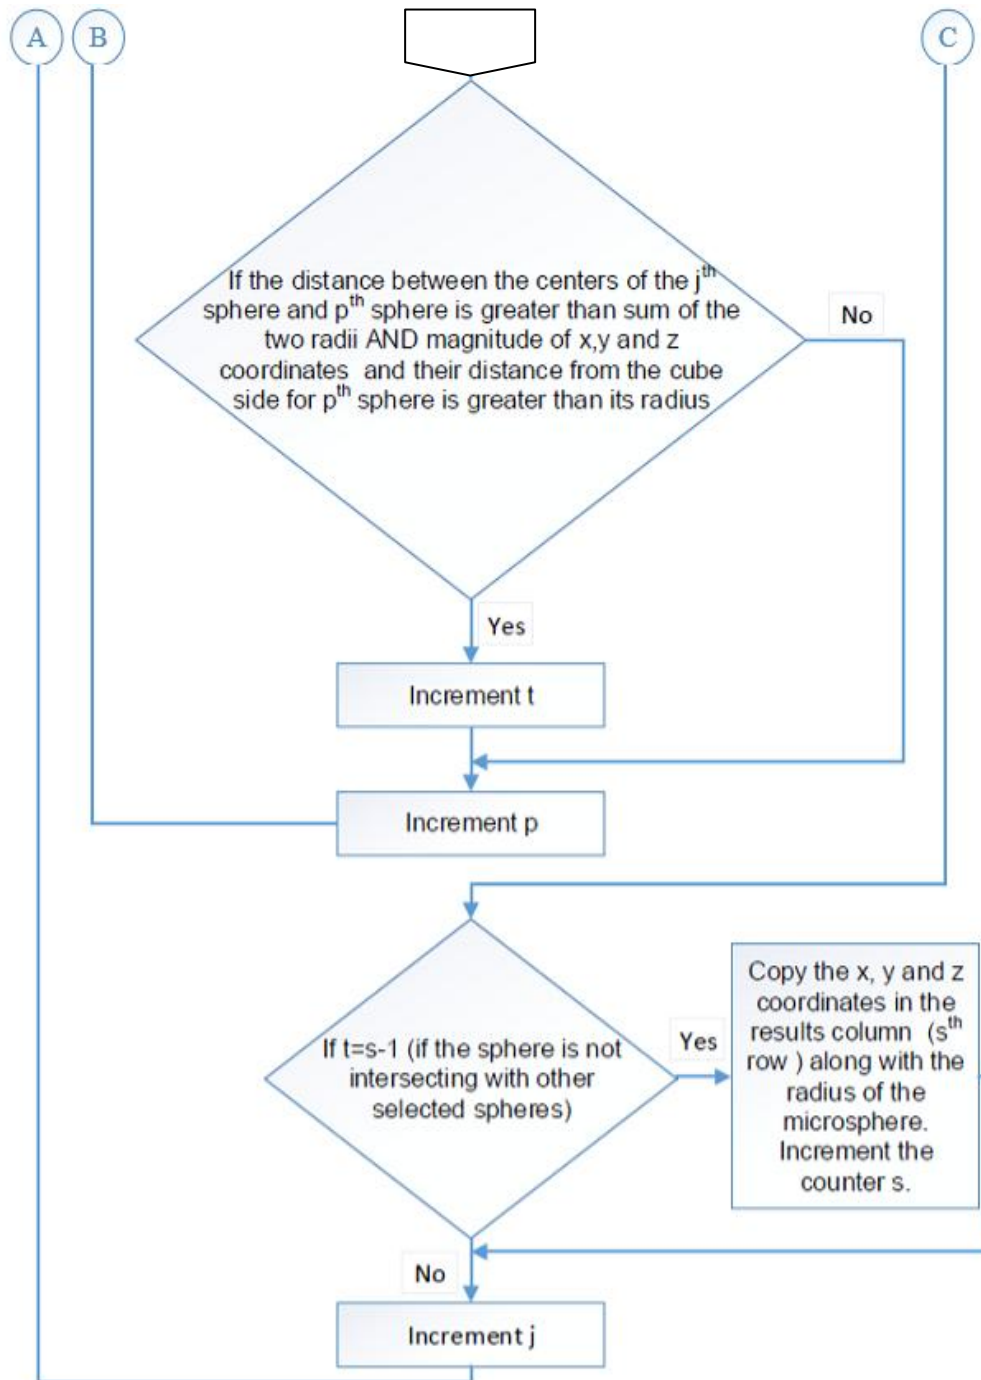 A
B
C
If the distance between the centers of the jth
sphere and pth sphere is greater than sum of the
two radii AND magnitude of x,y and z
coordinates and their distance from the cube
side for pth sphere is greater than its radius
No
Yes
Increment t
Increment p
If t=s-1 (if the sphere is not
intersecting with other
selected spheres)
Yes
Copy the x, y and z
coordinates in the
results column (sth
row ) along with the
radius of the
microsphere.
Increment the
counter s.
No
Increment j